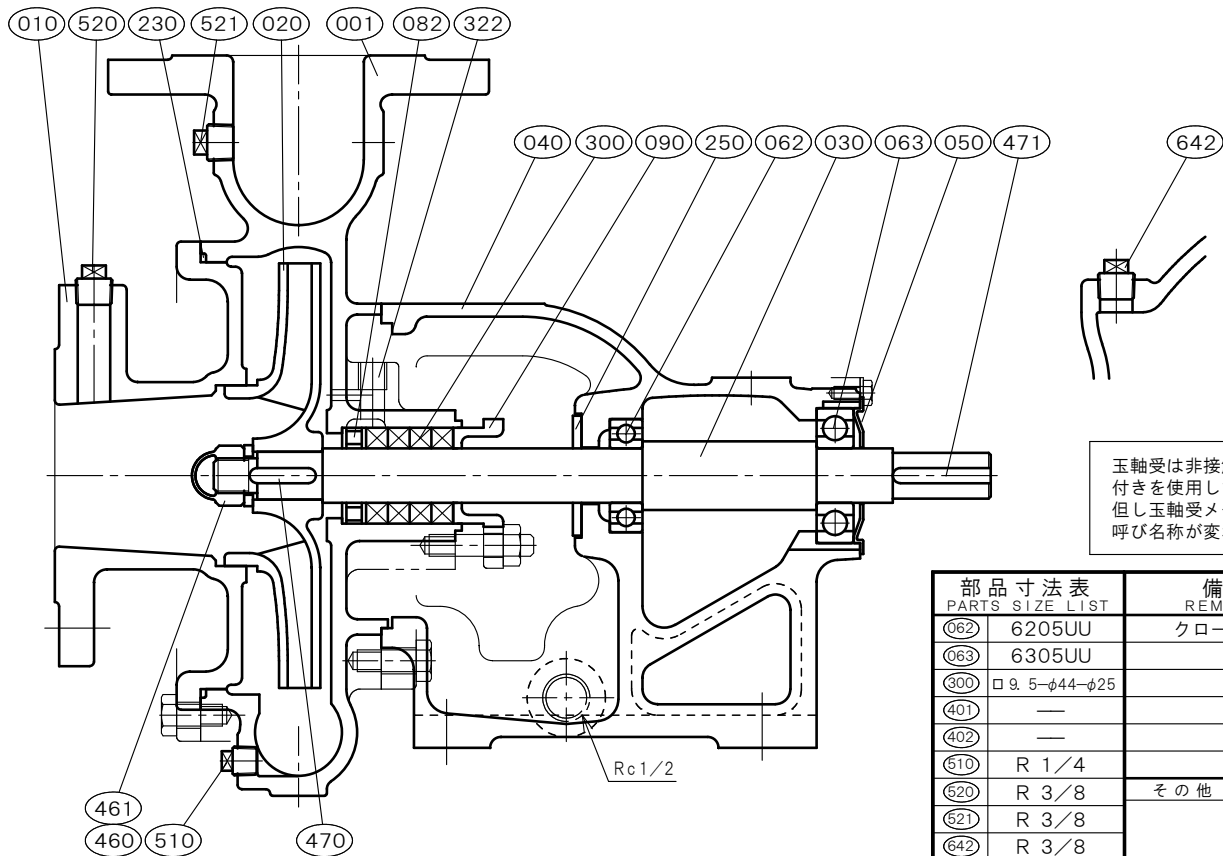 010 520 230 521 020 001 082 322
040 300 090 250 062 030 063 050 471 642
玉軸受は非接
付きを使用し
但し玉軸受メ
呼び名称が変
部品寸法表 備
PARTS SIZE LIST REM
062 6205UU クロー
063 6305UU
300 □9.5-φ44-φ25
401 ──
402 ──
510 R 1/4
520 R 3/8 その他
521 R 3/8
642 R 3/8
Rc1/2
461
460 510 470